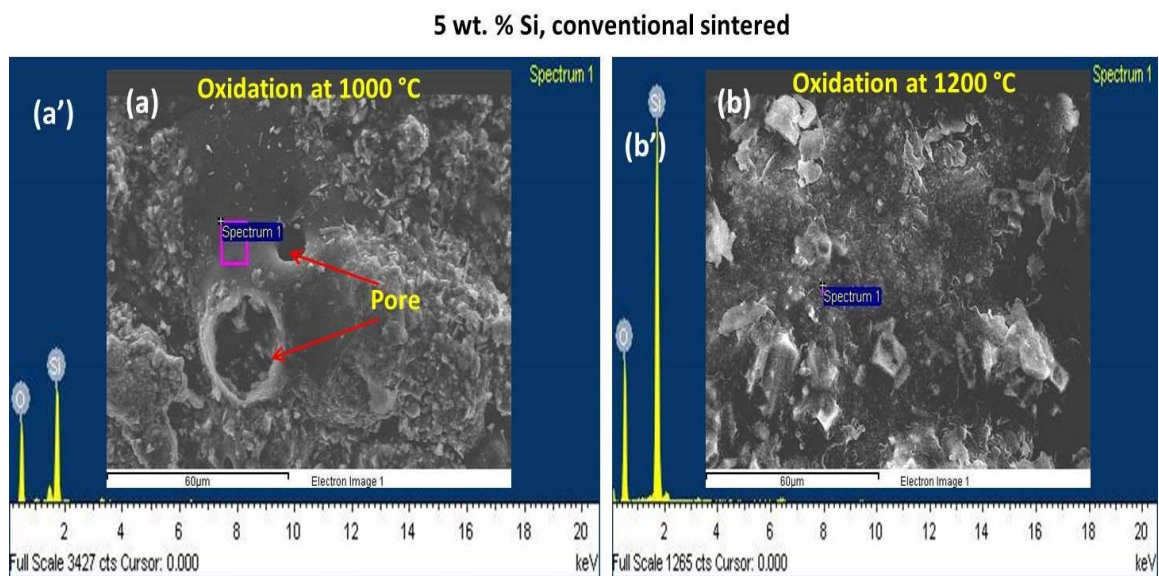 5 wt. % Si, conventional sintered
Spectrum 1
(a')
(a)
Oxidation at 1000 °C
Spectrum 1
Pore
O
Si
60µm
Electron Image 1
2 4 6 8 10 12 14 16 18 20
Full Scale 3427 cts Cursor: 0.000
keV
Spectrum 1
(b)
Oxidation at 1200 °C
Si
(b')
Spectrum 1
O
60µm
Electron Image 1
2 4 6 8 10 12 14 16 18 20
Full Scale 1265 cts Cursor: 0.000
keV